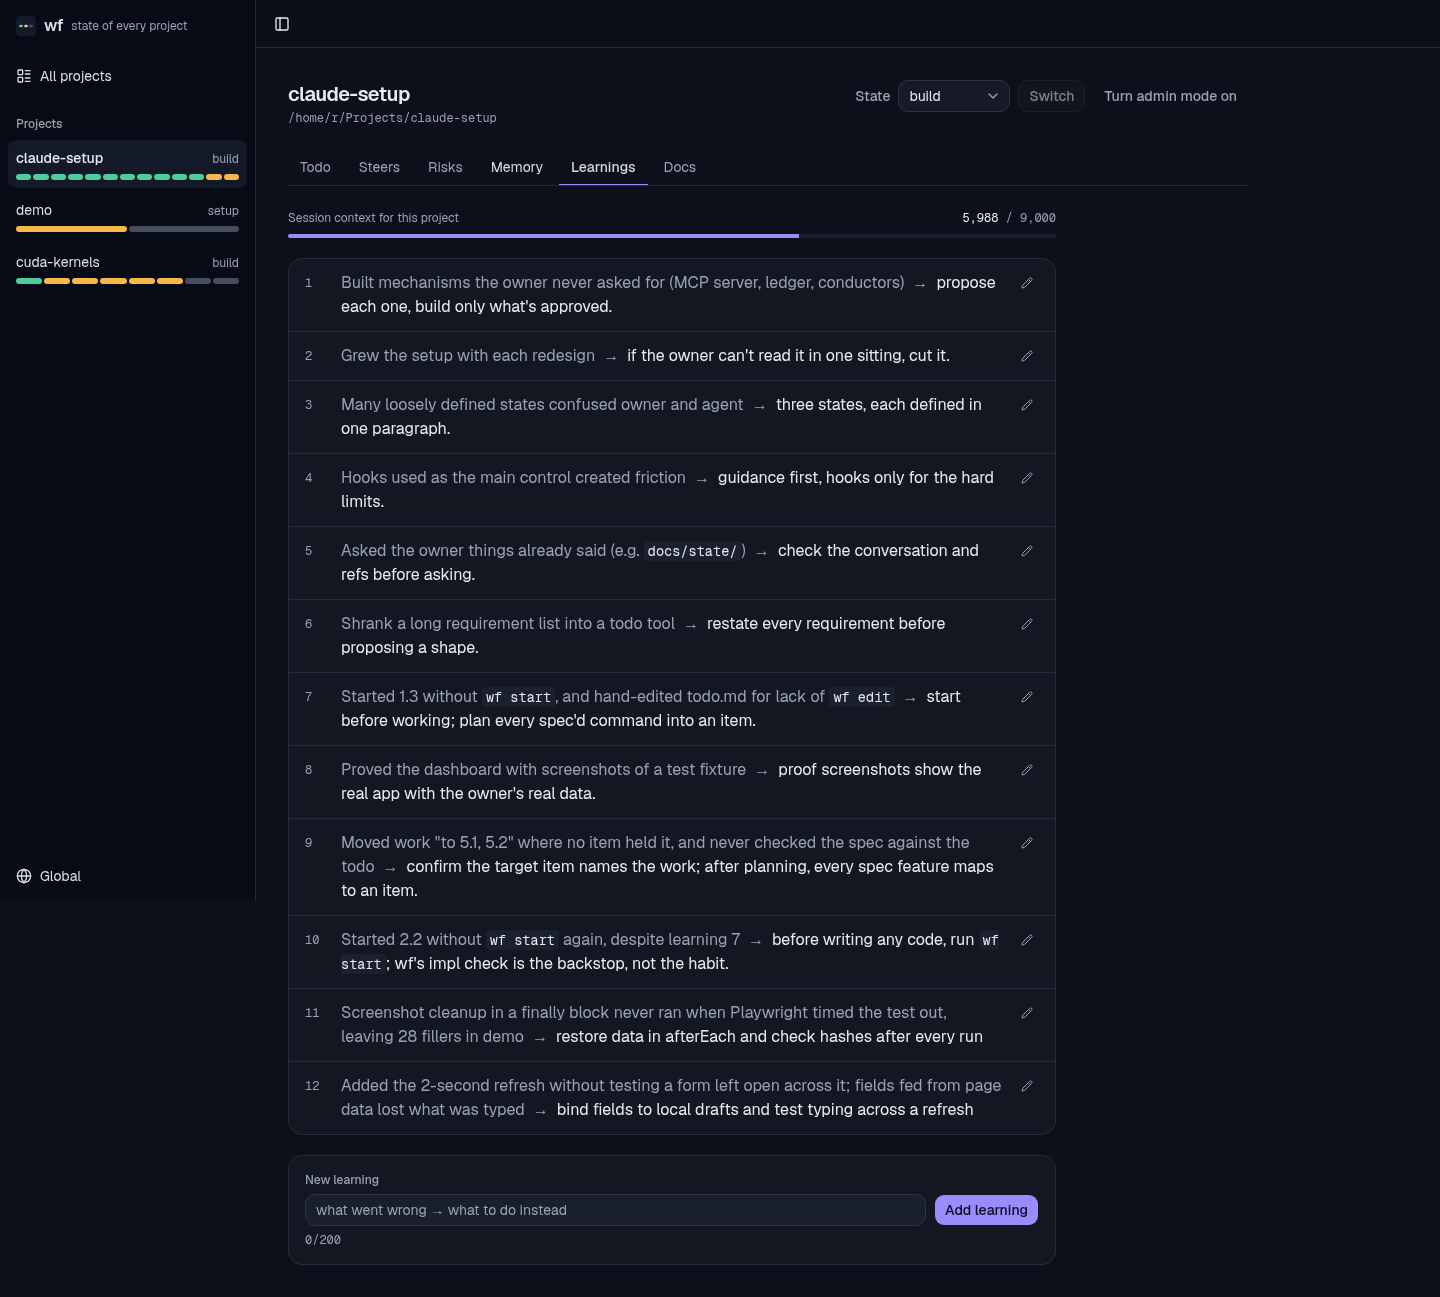 wf state of every project
All projects
Projects
claude-setup build
demo setup
cuda-kernels build
Global
claude-setup
/home/r/Projects/claude-setup
State build Switch Turn admin mode on
Todo Steers Risks Memory Learnings Docs
Session context for this project 5,988 / 9,000
1 Built mechanisms the owner never asked for (MCP server, ledger, conductors) → propose
each one, build only what's approved.
2 Grew the setup with each redesign → if the owner can't read it in one sitting, cut it.
3 Many loosely defined states confused owner and agent → three states, each defined in
one paragraph.
4 Hooks used as the main control created friction → guidance first, hooks only for the hard
limits.
5 Asked the owner things already said (e.g. docs/state/) → check the conversation and
refs before asking.
6 Shrank a long requirement list into a todo tool → restate every requirement before
proposing a shape.
7 Started 1.3 without wf start, and hand-edited todo.md for lack of wf edit → start
before working; plan every spec'd command into an item.
8 Proved the dashboard with screenshots of a test fixture → proof screenshots show the
real app with the owner's real data.
9 Moved work "to 5.1, 5.2" where no item held it, and never checked the spec against the
todo → confirm the target item names the work; after planning, every spec feature maps
to an item.
10 Started 2.2 without wf start again, despite learning 7 → before writing any code, run wf
start; wf's impl check is the backstop, not the habit.
11 Screenshot cleanup in a finally block never ran when Playwright timed the test out,
leaving 28 fillers in demo → restore data in afterEach and check hashes after every run
12 Added the 2-second refresh without testing a form left open across it; fields fed from page
data lost what was typed → bind fields to local drafts and test typing across a refresh
New learning
what went wrong → what to do instead Add learning
0/200